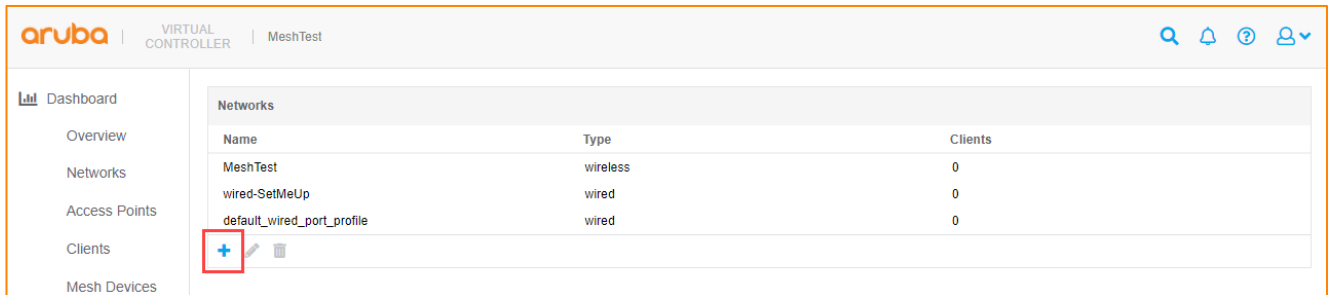 aruba VIRTUAL CONTROLLER MeshTest
Dashboard
Overview
Networks
Access Points
Clients
Mesh Devices
Networks
Name Type Clients
MeshTest wireless 0
wired-SetMeUp wired 0
default_wired_port_profile wired 0